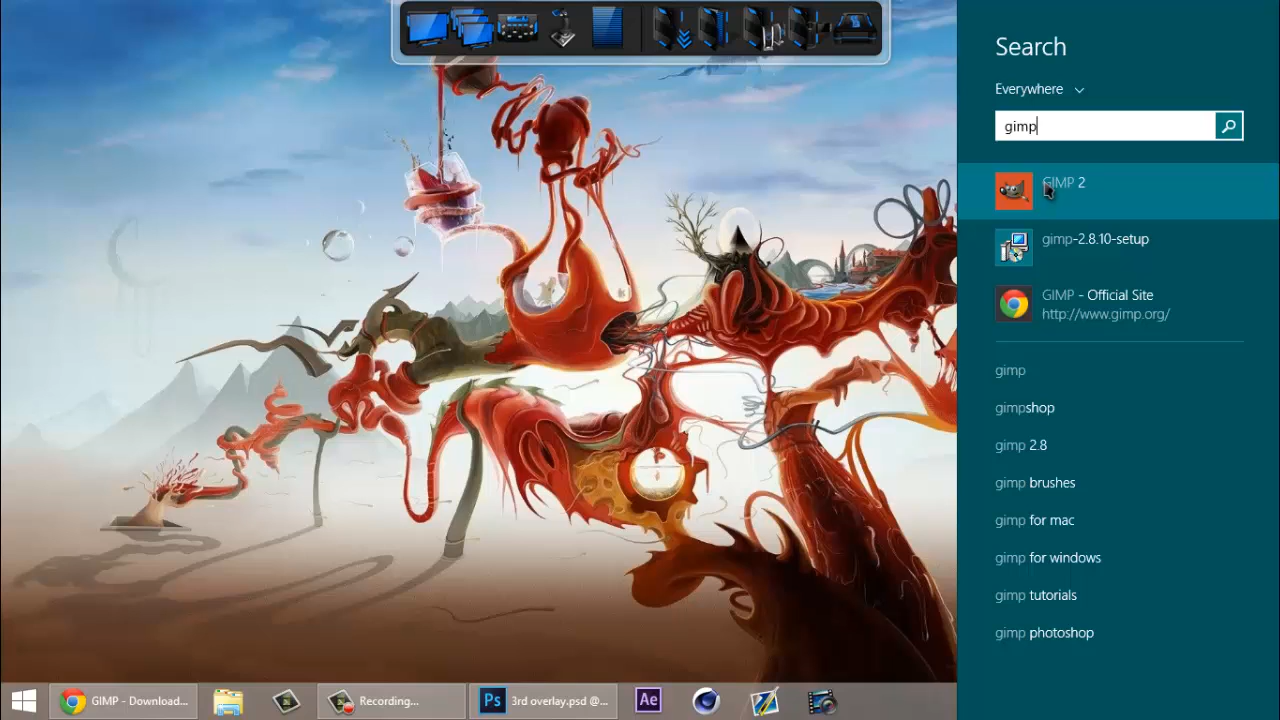 Search
Everywhere
gimp
GIMP 2
gimp-2.8.10-setup
GIMP - Official Site
http://www.gimp.org/
gimp
gimpshop
gimp 2.8
gimp brushes
gimp for mac
gimp for windows
gimp tutorials
gimp photoshop
GIMP - Download...
Recording...
Ps
3rd overlay.psd @...
Ae